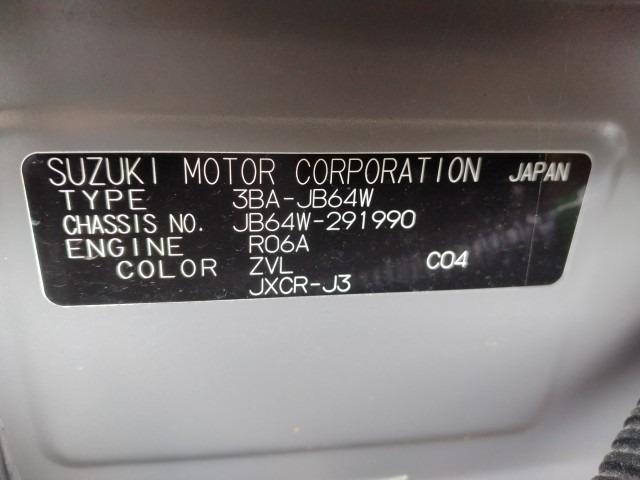 SUZUKI MOTOR CORPORATION JAPAN
TYPE 3BA-JB64W
CHASSIS NO. JB64W-291990
ENGINE R06A
COLOR ZVL C04
JXCR-J3